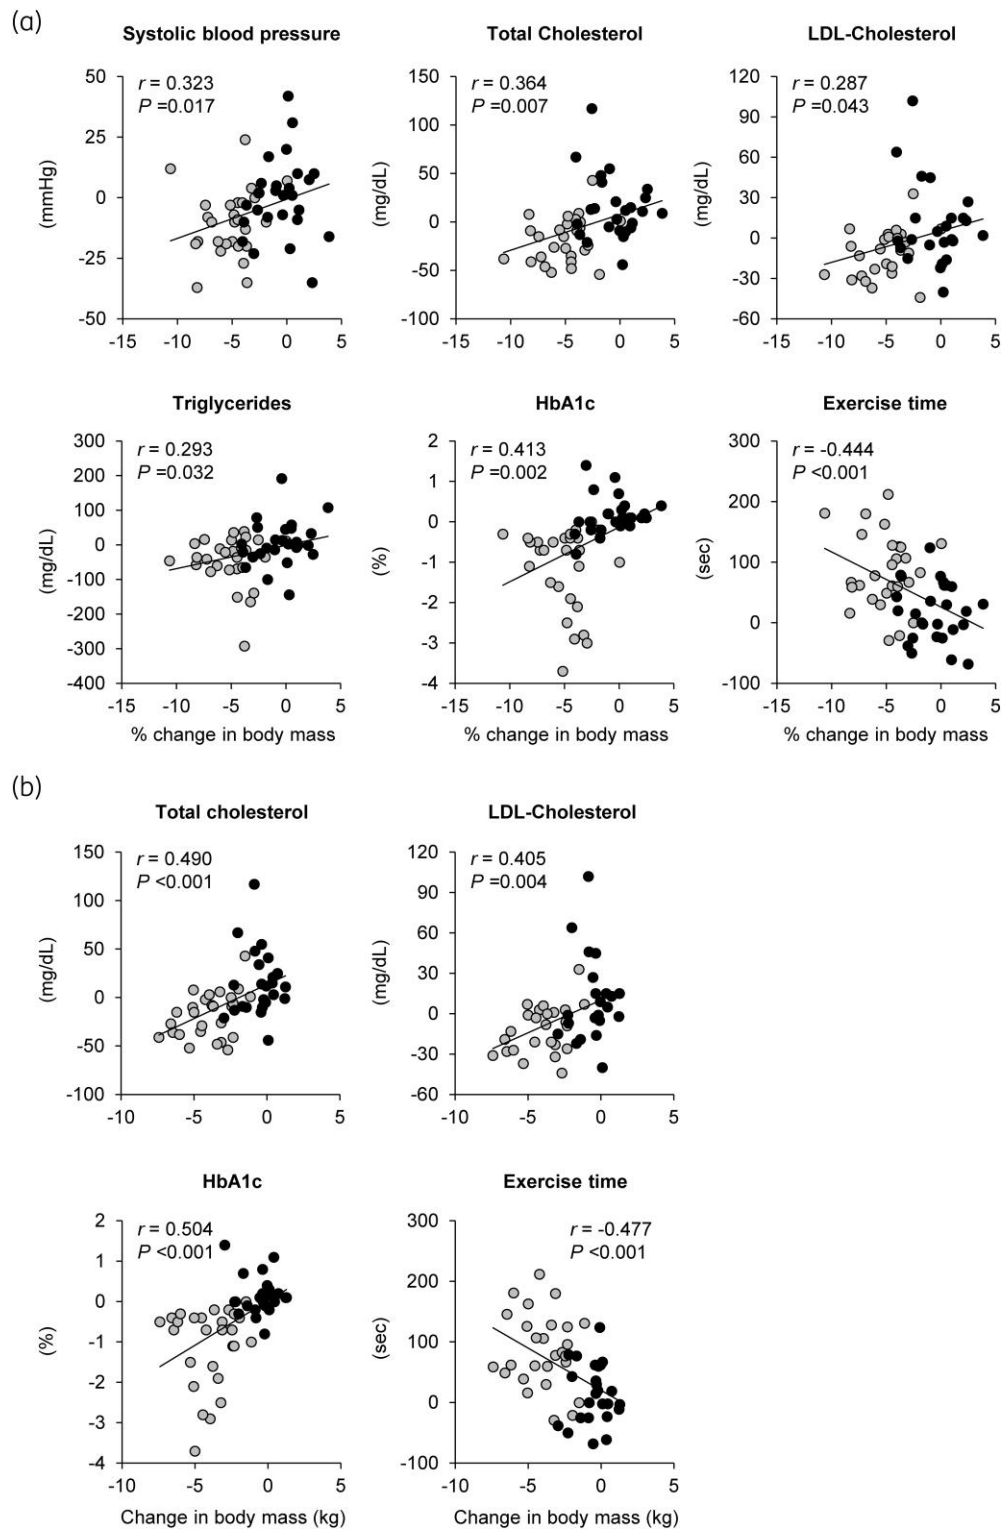 (a)
Systolic blood pressure
r = 0.323
P =0.017
50
25
0
-25
-50
(mmHg)
-15 -10 -5 0 5
Total Cholesterol
r = 0.364
P =0.007
150
100
50
0
-50
-100
(mg/dL)
-15 -10 -5 0 5
LDL-Cholesterol
r = 0.287
P =0.043
120
90
60
30
0
-30
-60
(mg/dL)
-15 -10 -5 0 5
Triglycerides
r = 0.293
P =0.032
300
200
100
0
-100
-200
-300
-400
(mg/dL)
-15 -10 -5 0 5
% change in body mass
HbA1c
r = 0.413
P =0.002
2
1
0
-1
-2
-3
-4
(%)
-15 -10 -5 0 5
% change in body mass
Exercise time
r = -0.444
P <0.001
300
200
100
0
-100
(sec)
-15 -10 -5 0 5
% change in body mass
(b)
Total cholesterol
r = 0.490
P <0.001
150
100
50
0
-50
-100
(mg/dL)
-10 -5 0 5
LDL-Cholesterol
r = 0.405
P =0.004
120
90
60
30
0
-30
-60
(mg/dL)
-10 -5 0 5
HbA1c
r = 0.504
P <0.001
2
1
0
-1
-2
-3
-4
(%)
-10 -5 0 5
Change in body mass (kg)
Exercise time
r = -0.477
P <0.001
300
200
100
0
-100
(sec)
-10 -5 0 5
Change in body mass (kg)